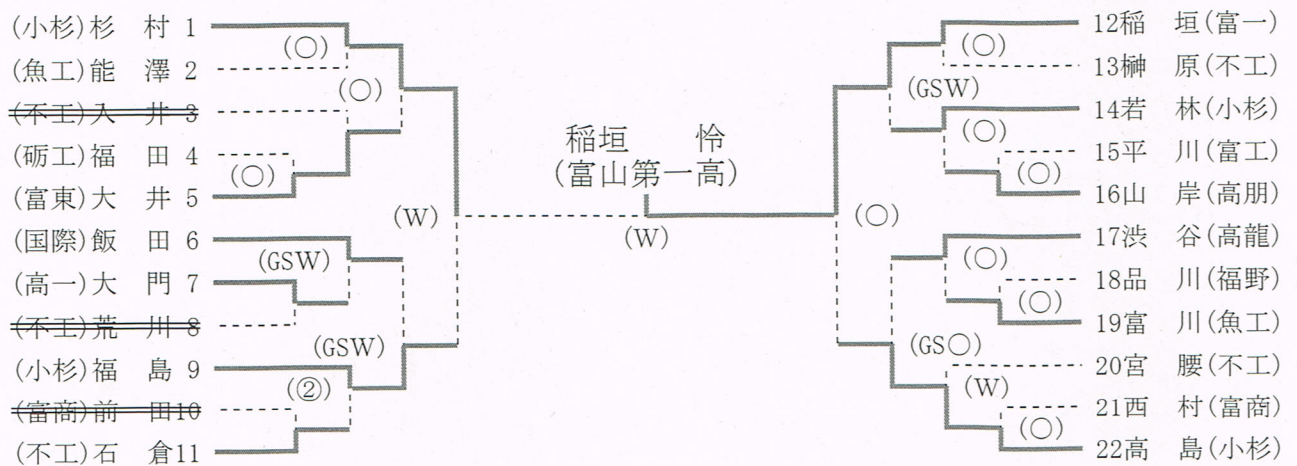 (小杉)杉　村 1
(魚工)能　澤 2
(不工)入　井 3
(砺工)福　田 4
(富東)大　井 5
(国際)飯　田 6
(高一)大　門 7
(不工)荒　川 8
(小杉)福　島 9
(富商)前　田10
(不工)石　倉11
(○)
(○)
(○)
(GSW)
(GSW)
(②)
(W)
稲垣　　怜
(富山第一高)
(W)
(○)
(GSW)
(○)
(○)
(○)
(○)
(○)
(GS○)
(W)
(○)
12稲　垣(富一)
13榊　原(不工)
14若　林(小杉)
15平　川(富工)
16山　岸(高朋)
17渋　谷(高龍)
18品　川(福野)
19富　川(魚工)
20宮　腰(不工)
21西　村(富商)
22高　島(小杉)